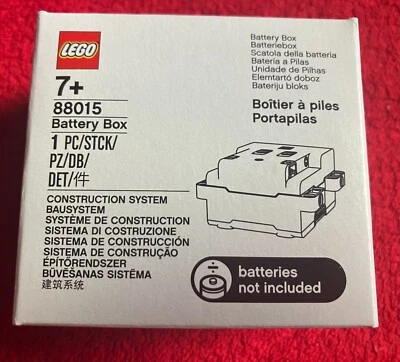 LEGO
7+
88015
Battery Box
1 PC/STCK/
PZ/DB/
DET/件
CONSTRUCTION SYSTEM
BAUSYSTEM
SYSTÈME DE CONSTRUCTION
SISTEMA DI COSTRUZIONE
SISTEMA DE CONSTRUCCIÓN
SISTEMA DE CONSTRUÇÃO
ÉPÍTŐRENDSZER
BŪVĒŠANAS SISTĒMA
建筑系统
Battery Box
Batteriebox
Scatola della batteria
Batería a Pilas
Unidade de Pilhas
Elemtartó doboz
Bateriju bloks
Boîtier à piles
Portapilas
batteries
not included